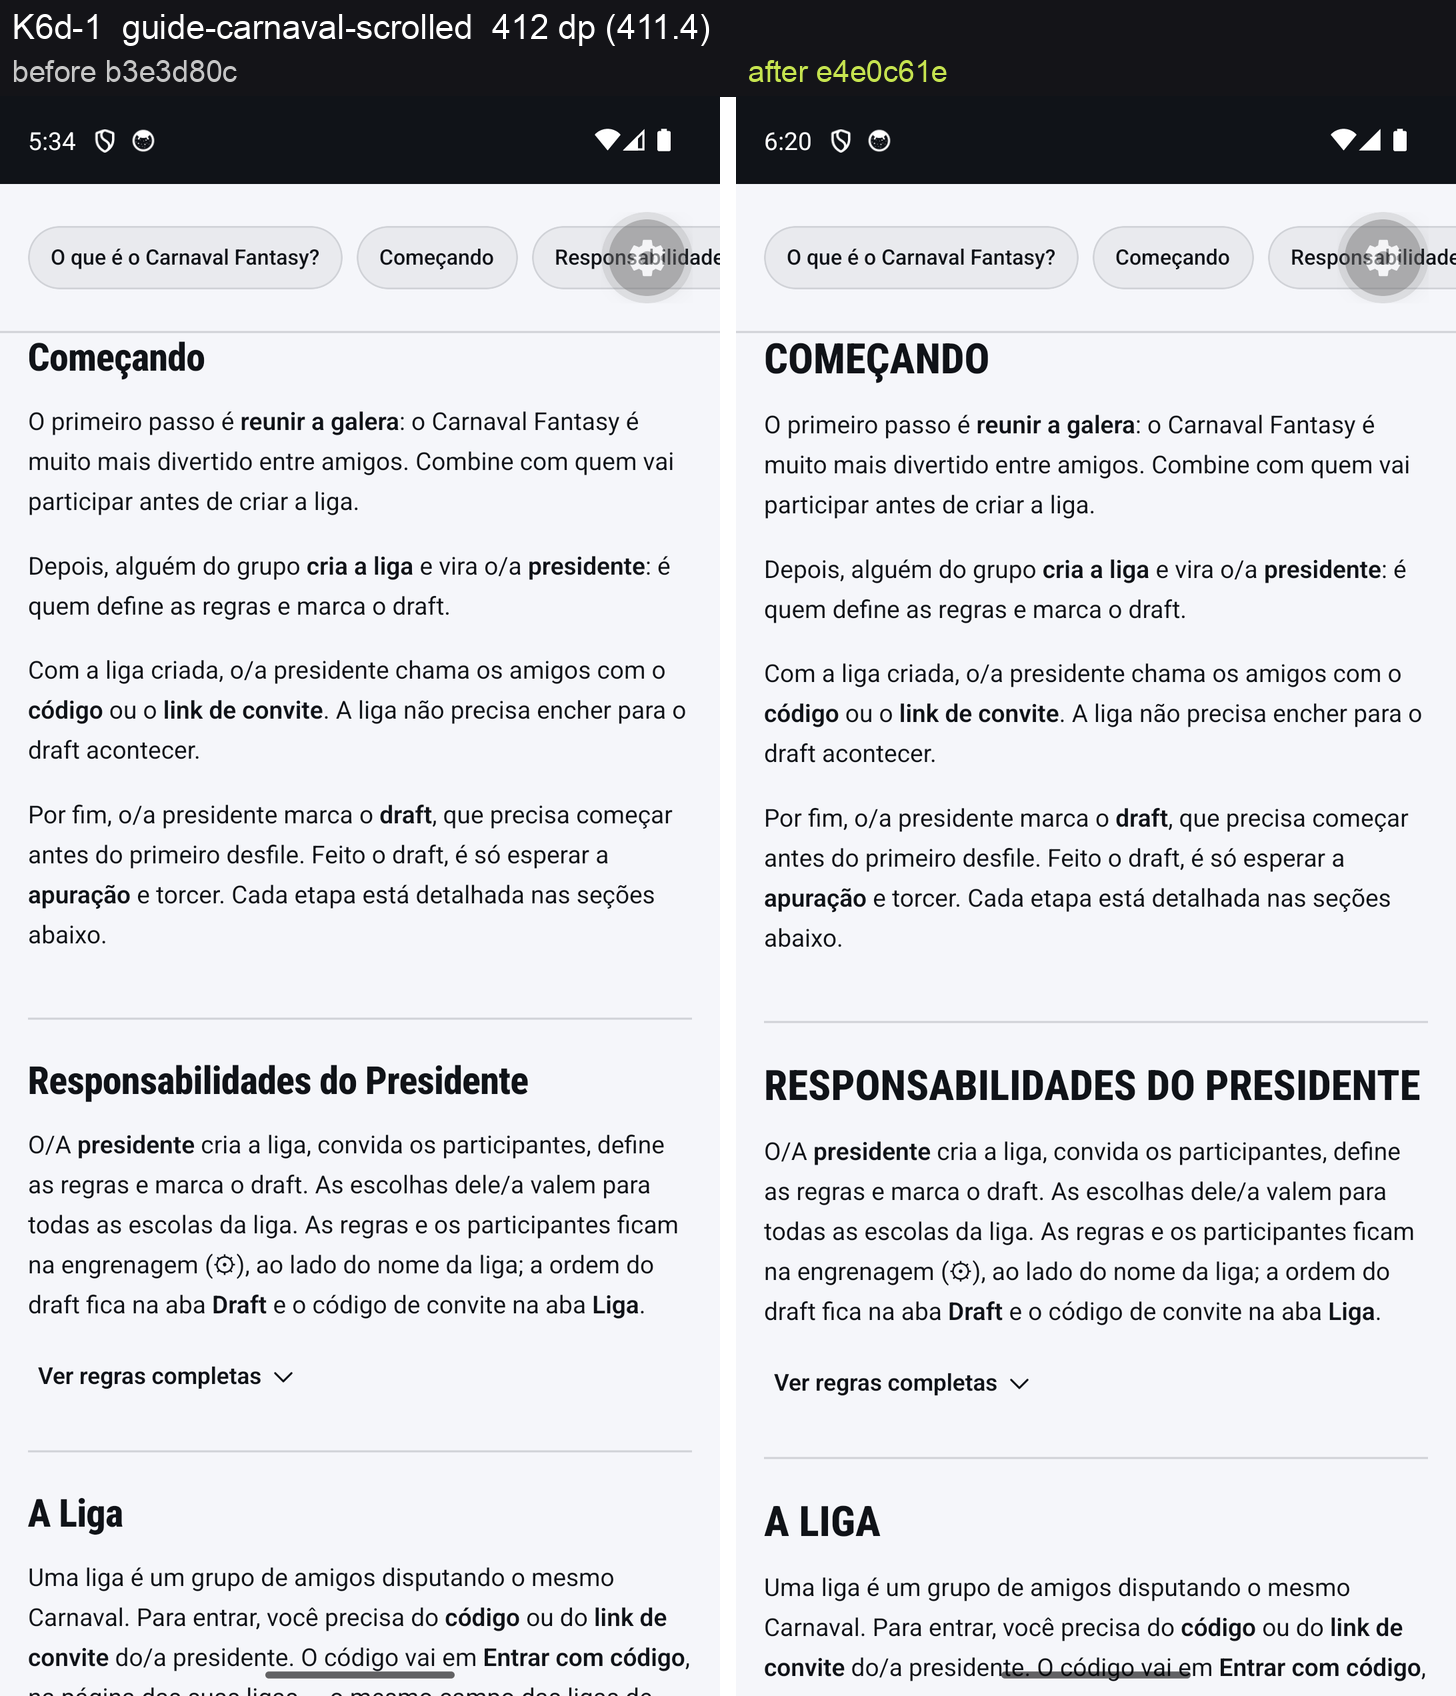 K6d-1 guide-carnaval-scrolled 412 dp (411.4)
before b3e3d80c
5:34
O que é o Carnaval Fantasy?
Começando
Responsabilidade
Começando
O primeiro passo é reunir a galera: o Carnaval Fantasy é
muito mais divertido entre amigos. Combine com quem vai
participar antes de criar a liga.
Depois, alguém do grupo cria a liga e vira o/a presidente: é
quem define as regras e marca o draft.
Com a liga criada, o/a presidente chama os amigos com o
código ou o link de convite. A liga não precisa encher para o
draft acontecer.
Por fim, o/a presidente marca o draft, que precisa começar
antes do primeiro desfile. Feito o draft, é só esperar a
apuração e torcer. Cada etapa está detalhada nas seções
abaixo.
Responsabilidades do Presidente
O/A presidente cria a liga, convida os participantes, define
as regras e marca o draft. As escolhas dele/a valem para
todas as escolas da liga. As regras e os participantes ficam
na engrenagem (⚙), ao lado do nome da liga; a ordem do
draft fica na aba Draft e o código de convite na aba Liga.
Ver regras completas
A Liga
Uma liga é um grupo de amigos disputando o mesmo
Carnaval. Para entrar, você precisa do código ou do link de
convite do/a presidente. O código vai em Entrar com código,
after e4e0c61e
6:20
O que é o Carnaval Fantasy?
Começando
Responsabilidade
COMEÇANDO
O primeiro passo é reunir a galera: o Carnaval Fantasy é
muito mais divertido entre amigos. Combine com quem vai
participar antes de criar a liga.
Depois, alguém do grupo cria a liga e vira o/a presidente: é
quem define as regras e marca o draft.
Com a liga criada, o/a presidente chama os amigos com o
código ou o link de convite. A liga não precisa encher para o
draft acontecer.
Por fim, o/a presidente marca o draft, que precisa começar
antes do primeiro desfile. Feito o draft, é só esperar a
apuração e torcer. Cada etapa está detalhada nas seções
abaixo.
RESPONSABILIDADES DO PRESIDENTE
O/A presidente cria a liga, convida os participantes, define
as regras e marca o draft. As escolhas dele/a valem para
todas as escolas da liga. As regras e os participantes ficam
na engrenagem (⚙), ao lado do nome da liga; a ordem do
draft fica na aba Draft e o código de convite na aba Liga.
Ver regras completas
A LIGA
Uma liga é um grupo de amigos disputando o mesmo
Carnaval. Para entrar, você precisa do código ou do link de
convite do/a presidente. O código vai em Entrar com código,